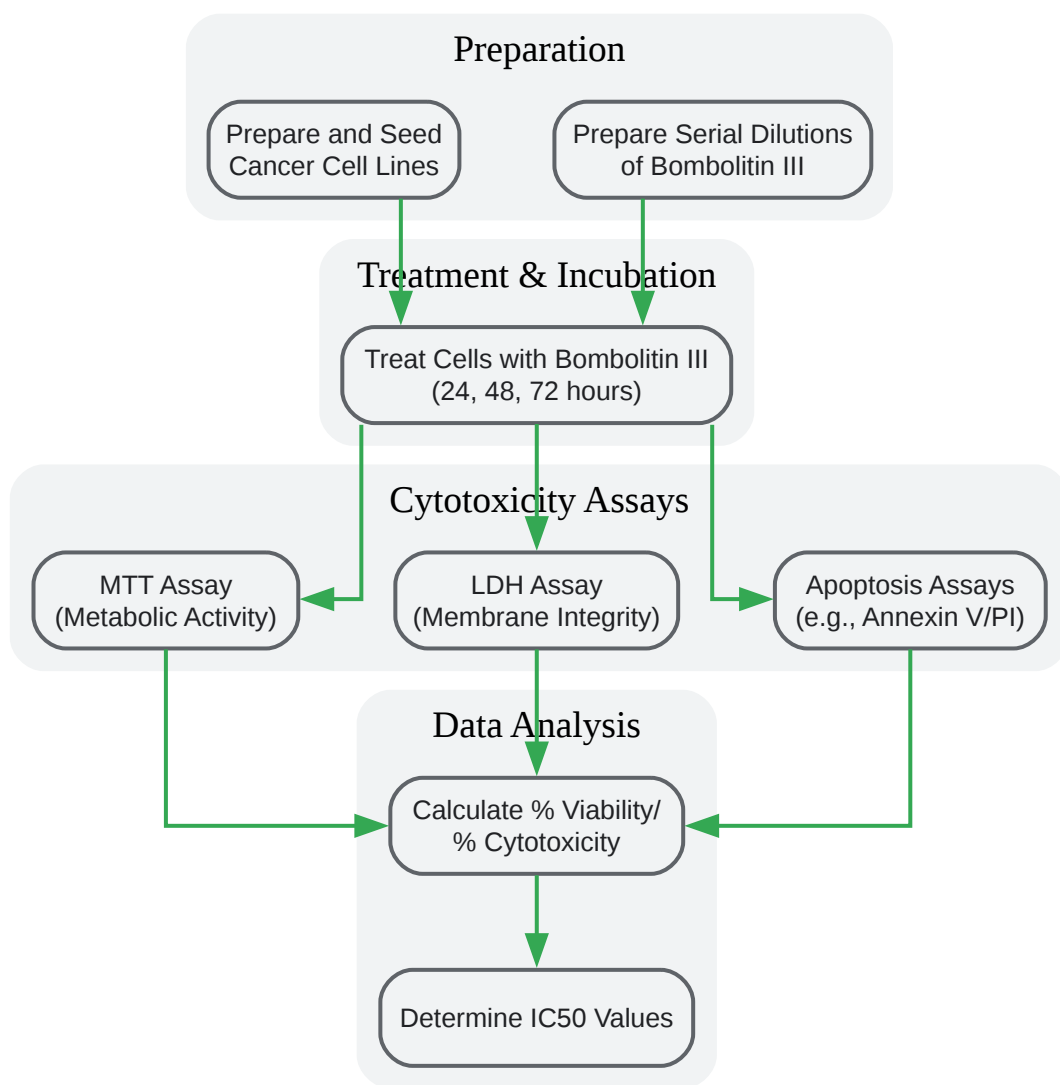 Preparation
Prepare and Seed
Cancer Cell Lines
Prepare Serial Dilutions
of Bombolitin III
Treatment & Incubation
Treat Cells with Bombolitin III
(24, 48, 72 hours)
Cytotoxicity Assays
MTT Assay
(Metabolic Activity)
LDH Assay
(Membrane Integrity)
Apoptosis Assays
(e.g., Annexin V/PI)
Data Analysis
Calculate % Viability/
% Cytotoxicity
Determine IC50 Values